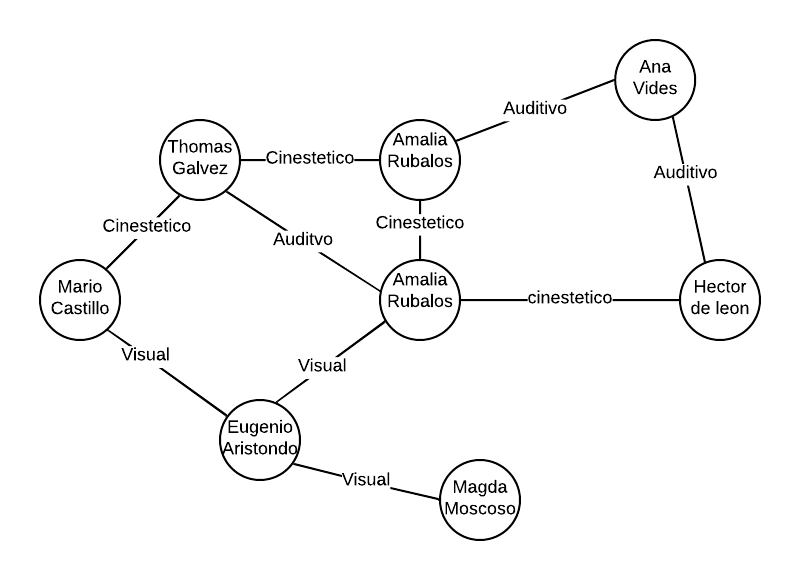 Ana
Vides
Auditivo
Thomas
Galvez
Cinestetico
Amalia
Rubalos
Auditivo
Cinestetico
Cinestetico
Auditvo
Mario
Castillo
Amalia
Rubalos
cinestetico
Hector
de leon
Visual
Visual
Eugenio
Aristondo
Visual
Magda
Moscoso